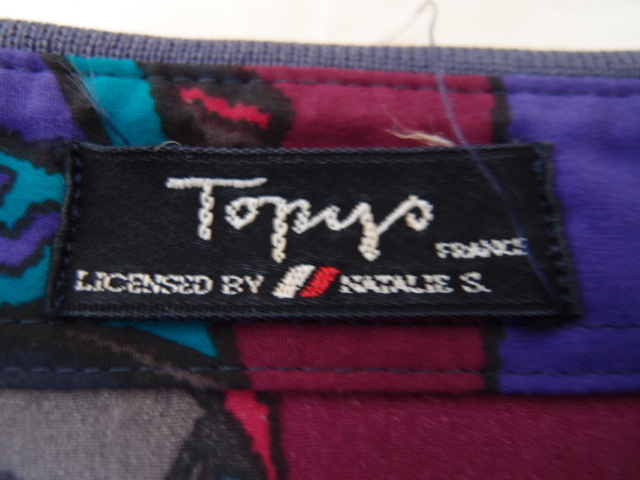 Topys
FRANCE
LICENSED BY NATALIE S.